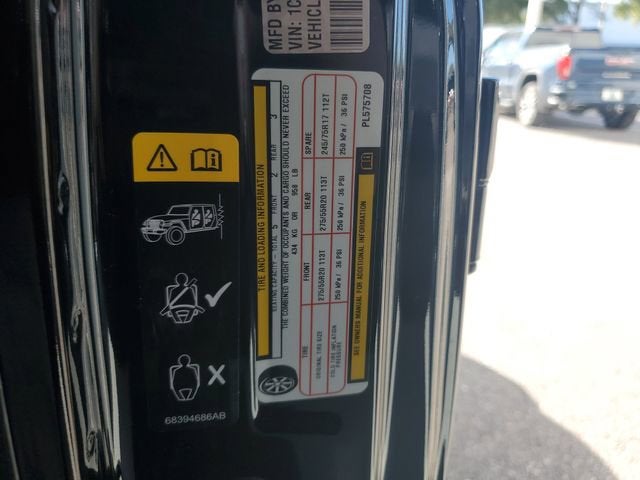 MFD BY
VIN: 1C
VEHICL
TIRE AND LOADING INFORMATION
SEATING CAPACITY - TOTAL 5 FRONT 2 REAR 3
THE COMBINED WEIGHT OF OCCUPANTS AND CARGO SHOULD NEVER EXCEED
434 KG OR 958 LB
TIRE FRONT REAR SPARE
ORIGINAL TIRE SIZE 275/55R20 113T 275/55R20 113T 245/75R17 112T
COLD TIRE INFLATION PRESSURE 250 kPa / 36 PSI 250 kPa / 36 PSI 250 kPa / 36 PSI
SEE OWNERS MANUAL FOR ADDITIONAL INFORMATION
PL575708
68394686AB